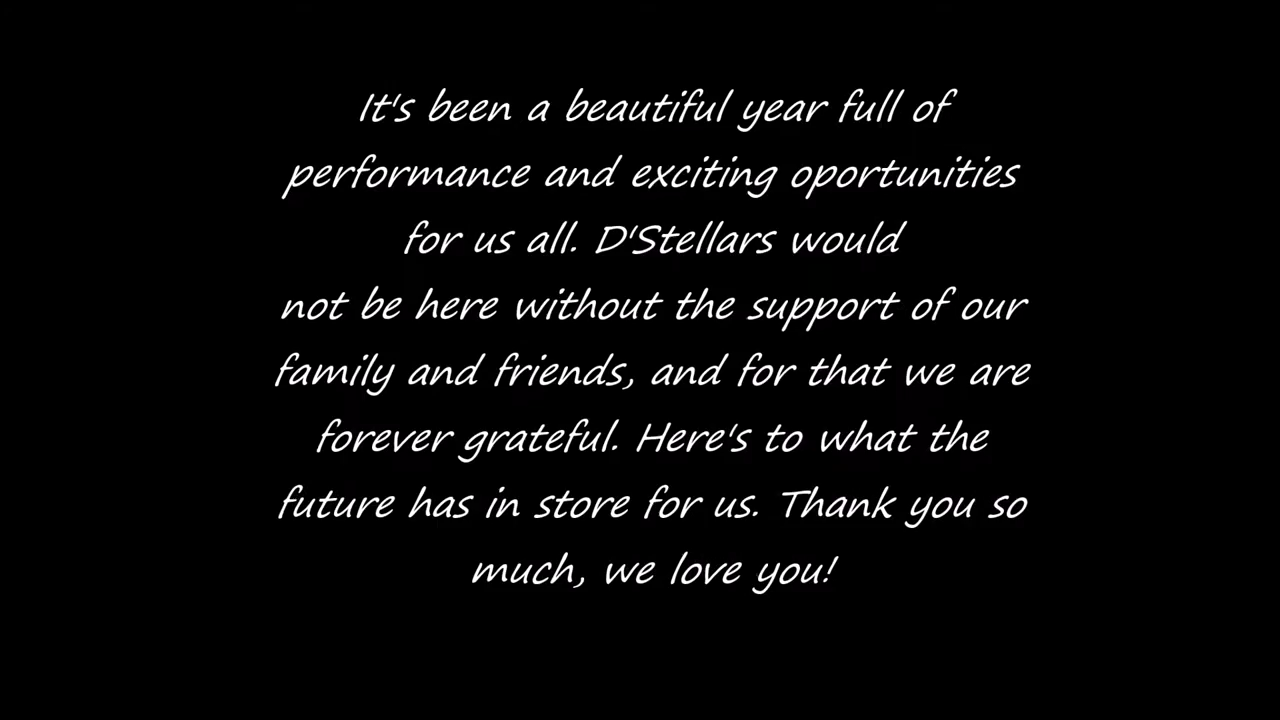 It's been a beautiful year full of
performance and exciting oportunities
for us all. D'Stellars would
not be here without the support of our
family and friends, and for that we are
forever grateful. Here's to what the
future has in store for us. Thank you so
much, we love you!